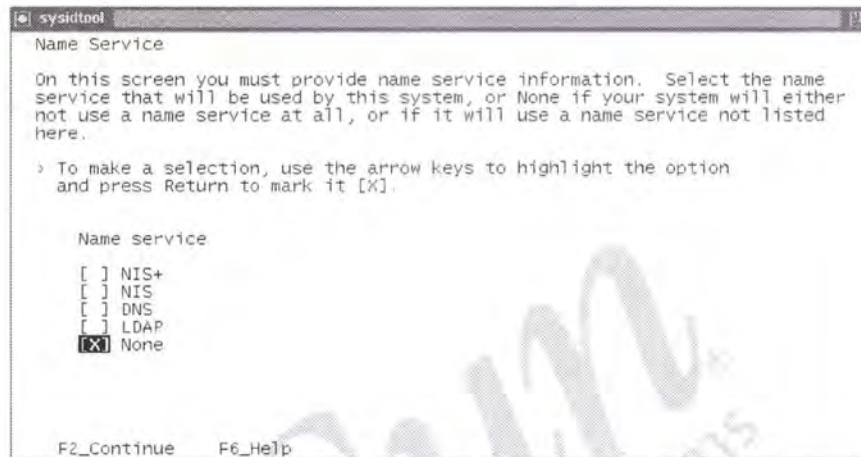 sysidtool
Name Service
On this screen you must provide name service information.  Select the name
service that will be used by this system, or None if your system will either
not use a name service at all, or if it will use a name service not listed
here.
> To make a selection, use the arrow keys to highlight the option
and press Return to mark it [X].
Name service
[ ] NIS+
[ ] NIS
[ ] DNS
[ ] LDAP
[X] None
F2_Continue    F6_Help